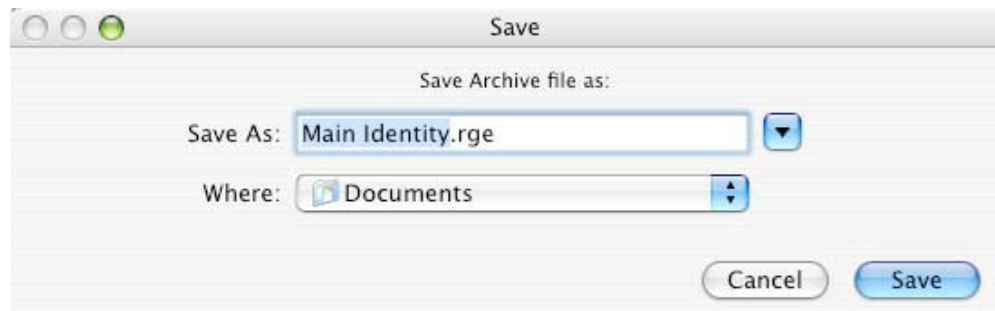 Save
Save Archive file as:
Save As: Main Identity.rge
Where: Documents
Cancel Save